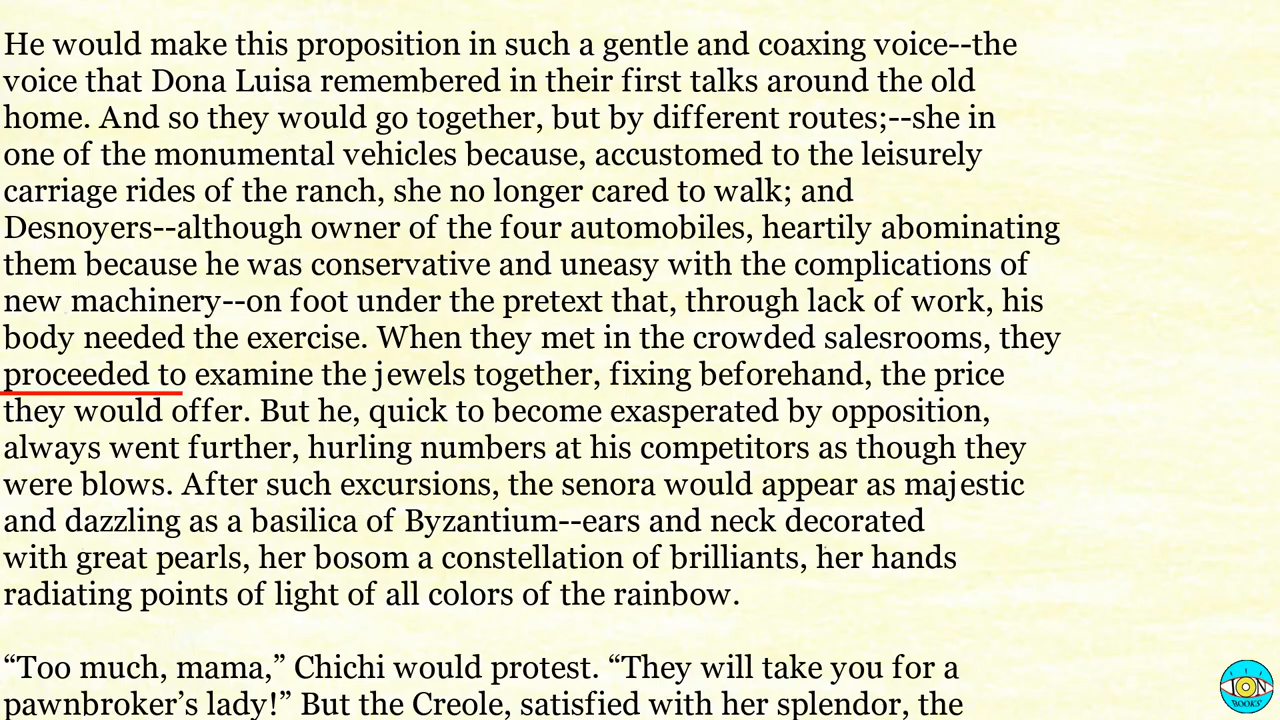 He would make this proposition in such a gentle and coaxing voice--the
voice that Dona Luisa remembered in their first talks around the old
home. And so they would go together, but by different routes;--she in
one of the monumental vehicles because, accustomed to the leisurely
carriage rides of the ranch, she no longer cared to walk; and
Desnoyers--although owner of the four automobiles, heartily abominating
them because he was conservative and uneasy with the complications of
new machinery--on foot under the pretext that, through lack of work, his
body needed the exercise. When they met in the crowded salesrooms, they
proceeded to examine the jewels together, fixing beforehand, the price
they would offer. But he, quick to become exasperated by opposition,
always went further, hurling numbers at his competitors as though they
were blows. After such excursions, the senora would appear as majestic
and dazzling as a basilica of Byzantium--ears and neck decorated
with great pearls, her bosom a constellation of brilliants, her hands
radiating points of light of all colors of the rainbow.
“Too much, mama,” Chichi would protest. “They will take you for a
pawnbroker’s lady!” But the Creole, satisfied with her splendor, the
ION
BOOKS